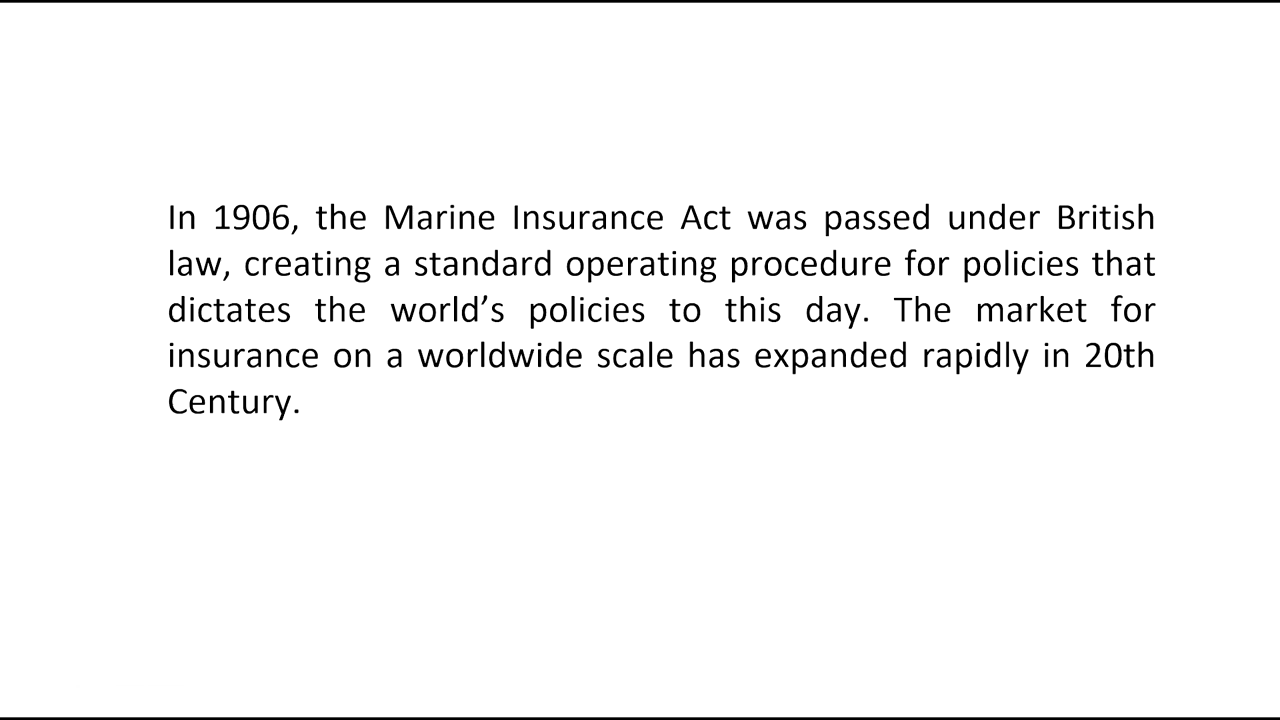 In 1906, the Marine Insurance Act was passed under British
law, creating a standard operating procedure for policies that
dictates the world’s policies to this day. The market for
insurance on a worldwide scale has expanded rapidly in 20th
Century.